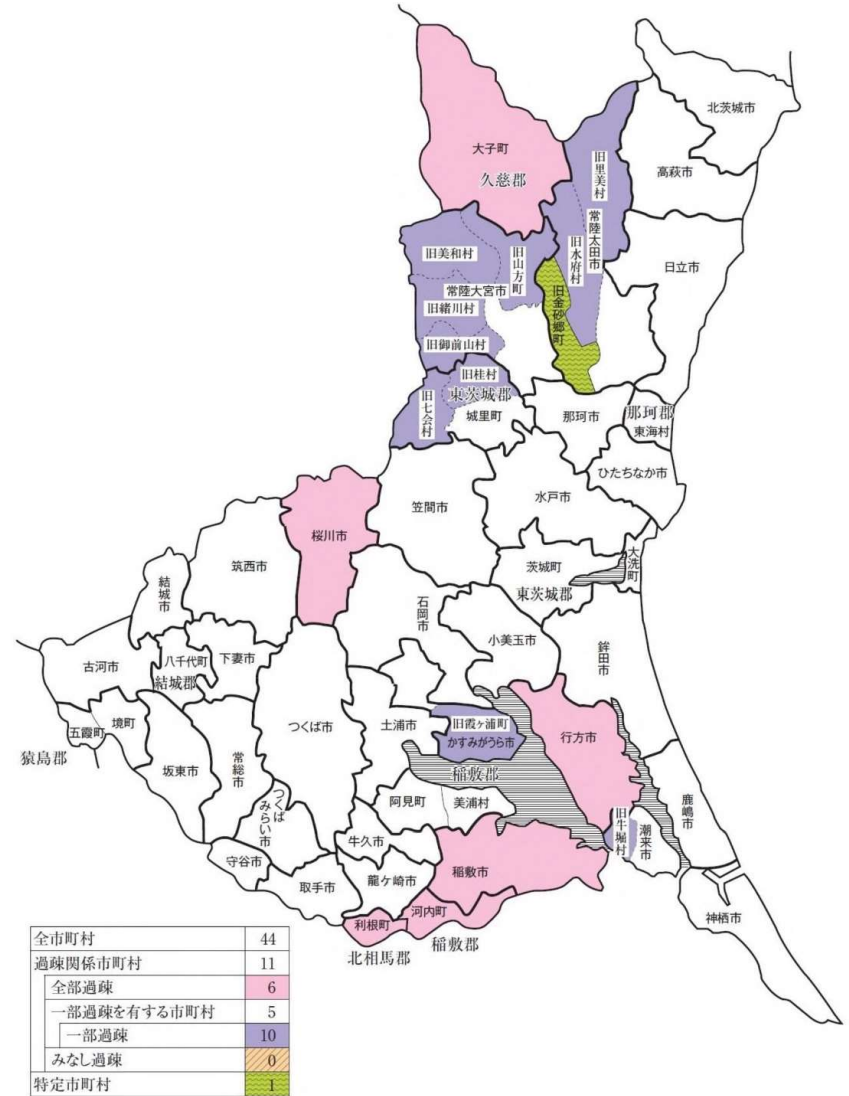 北茨城市
大子町
久慈郡
旧里美村
高萩市
常陸太田市
旧水府村
旧美和村
旧山方町
日立市
常陸大宮市
旧緒川村
旧金砂郷町
旧御前山村
旧桂村
東茨城郡
旧七会村
城里町
那珂市
那珂郡
東海村
ひたちなか市
笠間市
水戸市
桜川市
筑西市
茨城町
東茨城郡
大洗町
結城市
石岡市
小美玉市
鉾田市
古河市
八千代町
結城郡
下妻市
つくば市
土浦市
旧霞ヶ浦町
かすみがうら市
行方市
五霞町
境町
猿島郡
坂東市
常総市
稲敷郡
つくばみらい市
阿見町
美浦村
鹿嶋市
旧牛堀村
潮来市
牛久市
守谷市
取手市
龍ケ崎市
稲敷市
河内町
利根町
稲敷郡
北相馬郡
神栖市
全市町村 44
過疎関係市町村 11
全部過疎 6
一部過疎を有する市町村 5
一部過疎 10
みなし過疎 0
特定市町村 1